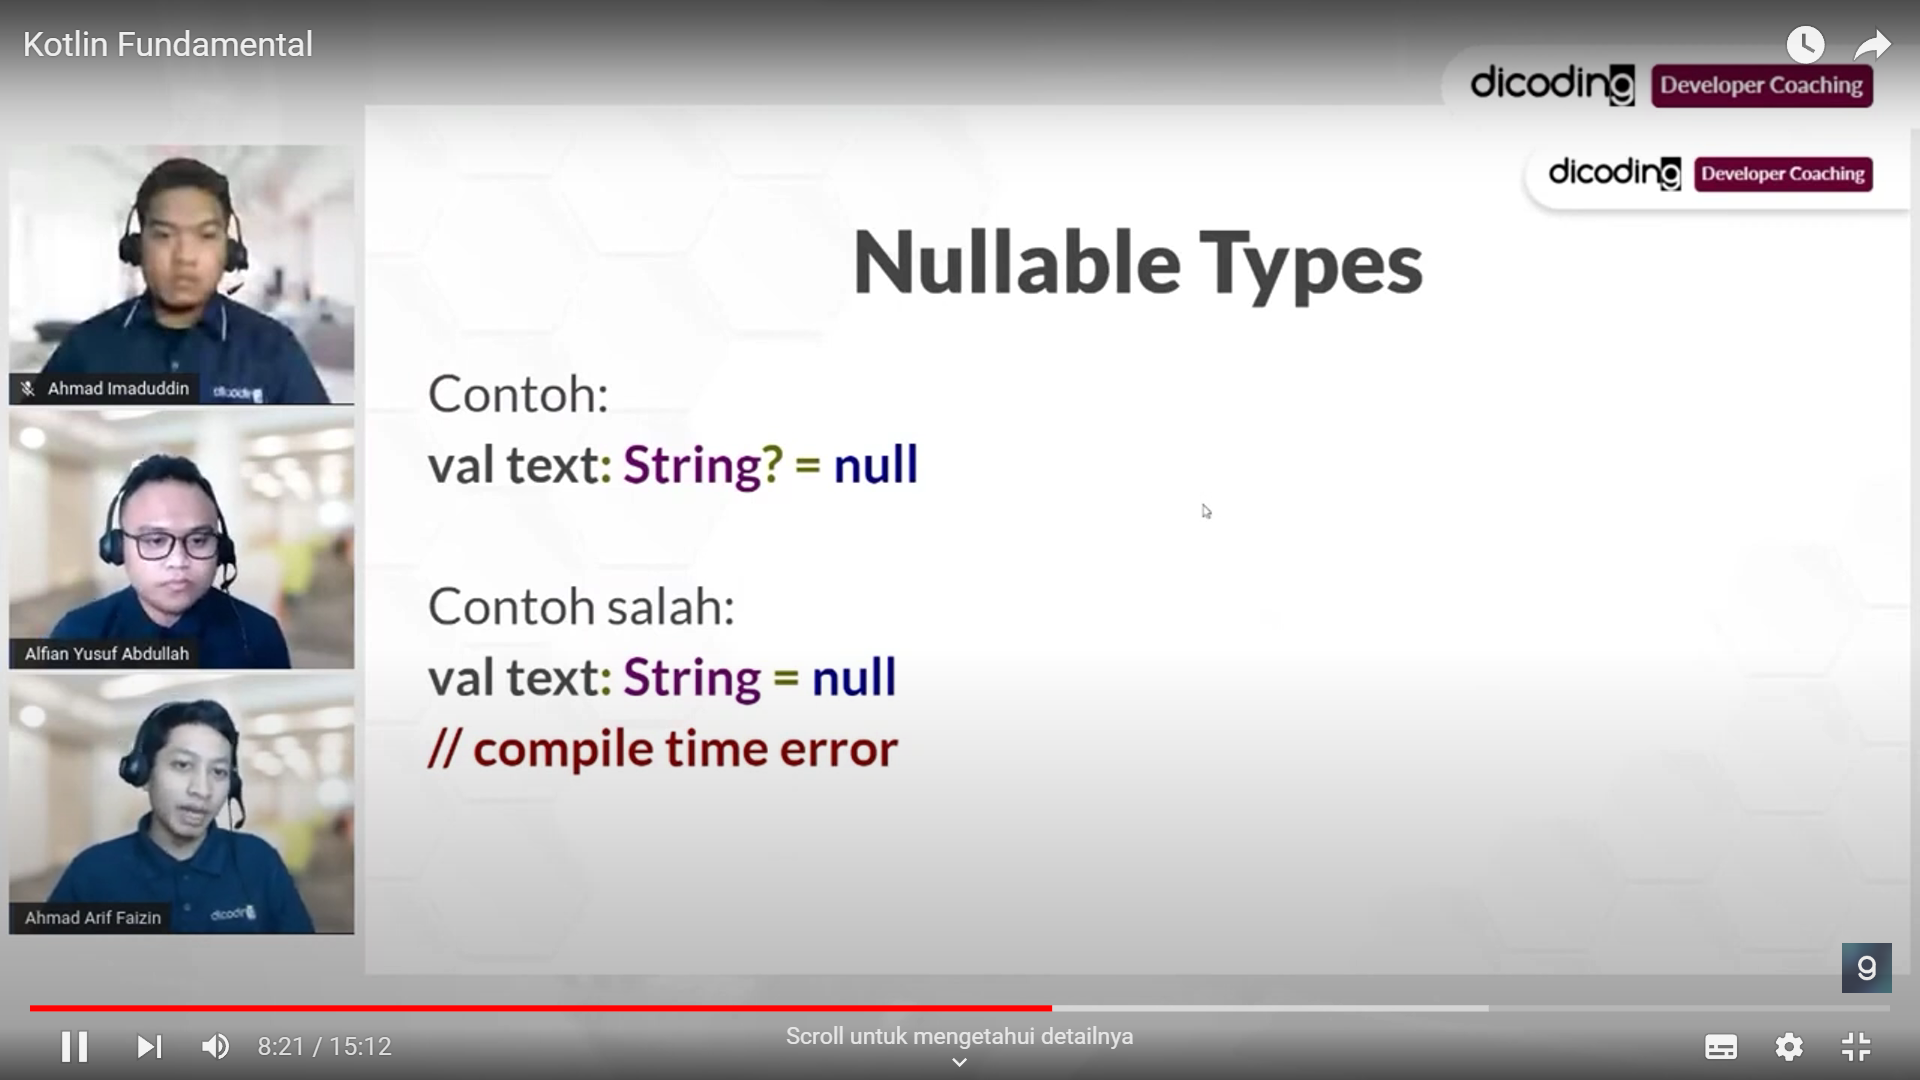 Kotlin Fundamental
dicoding Developer Coaching
dicoding Developer Coaching
Nullable Types
Contoh:
val text: String? = null
Contoh salah:
val text: String = null
// compile time error
Ahmad Imaduddin
dicoding
Alfian Yusuf Abdullah
Ahmad Arif Faizin
dicoding
9
8:21 / 15:12
Scroll untuk mengetahui detailnya